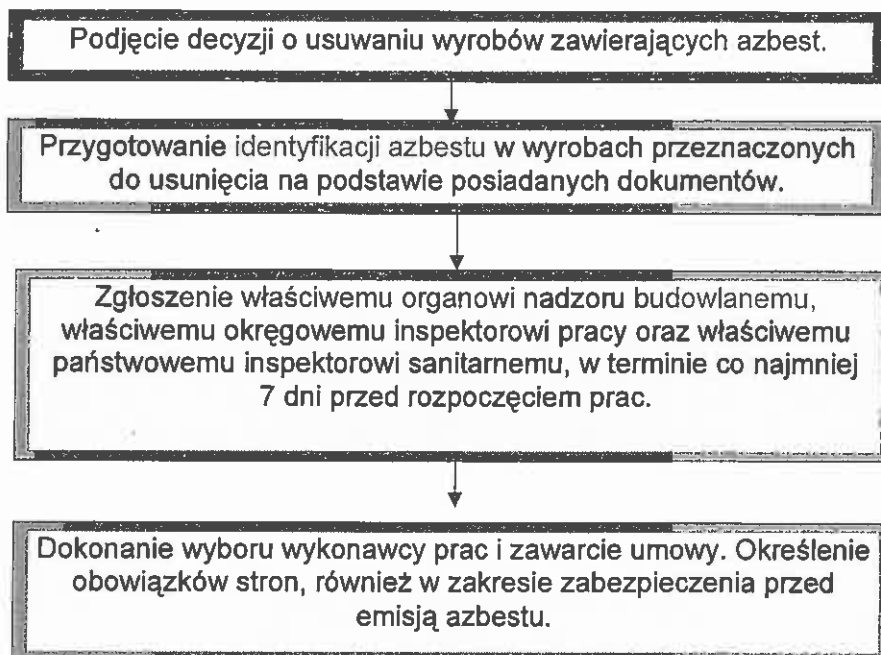 Podjęcie decyzji o usuwaniu wyrobów zawierających azbest.
Przygotowanie identyfikacji azbestu w wyrobach przeznaczonych
do usunięcia na podstawie posiadanych dokumentów.
Zgłoszenie właściwemu organowi nadzoru budowlanemu,
właściwemu okręgowemu inspektorowi pracy oraz właściwemu
państwowemu inspektorowi sanitarnemu, w terminie co najmniej
7 dni przed rozpoczęciem prac.
Dokonanie wyboru wykonawcy prac i zawarcie umowy. Określenie
obowiązków stron, również w zakresie zabezpieczenia przed
emisją azbestu.